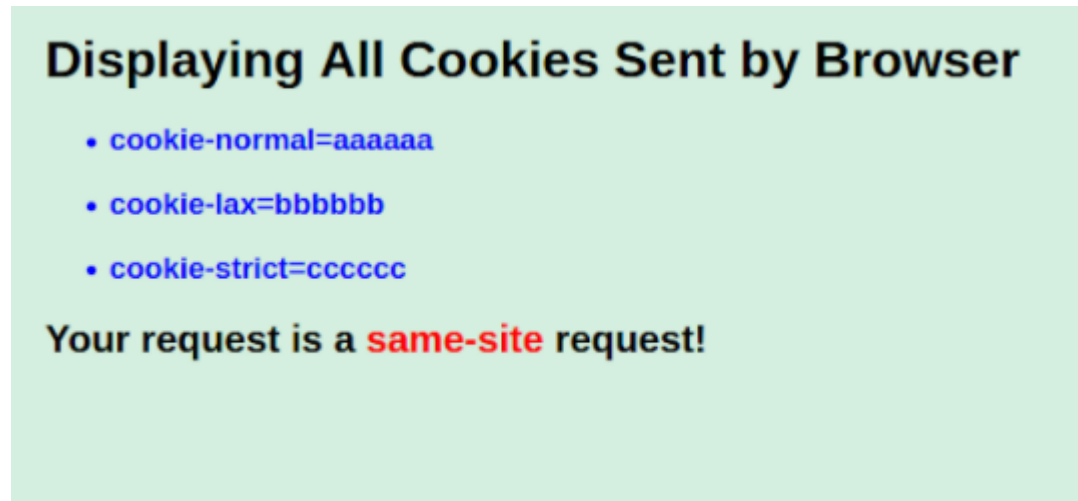 Displaying All Cookies Sent by Browser
• cookie-normal=aaaaaa
• cookie-lax=bbbbbb
• cookie-strict=cccccc
Your request is a same-site request!